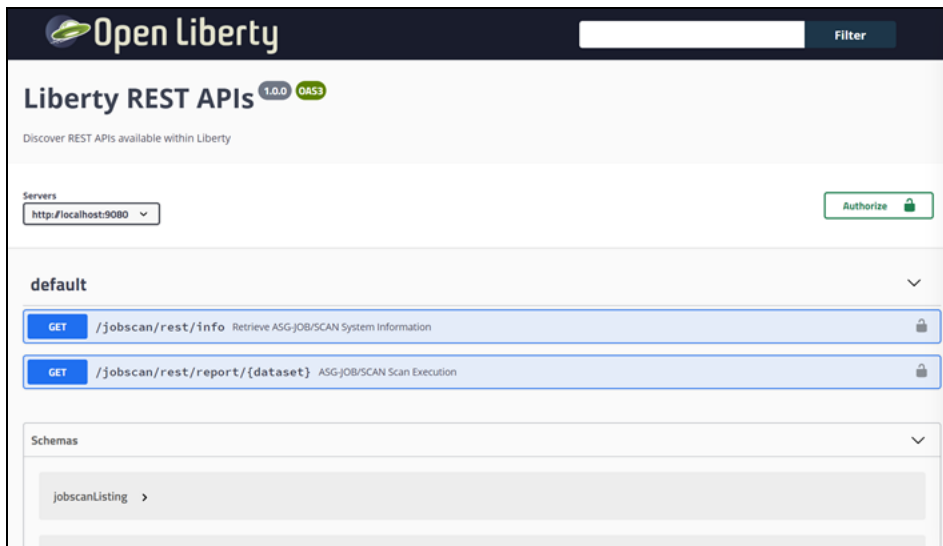 Open Liberty
Filter
Liberty REST APIs 1.0.0 OAS3
Discover REST APIs available within Liberty
Servers
http://localhost:9080
Authorize
default
GET /jobscan/rest/info Retrieve ASG-JOB/SCAN System Information
GET /jobscan/rest/report/{dataset} ASG-JOB/SCAN Scan Execution
Schemas
jobscanListing